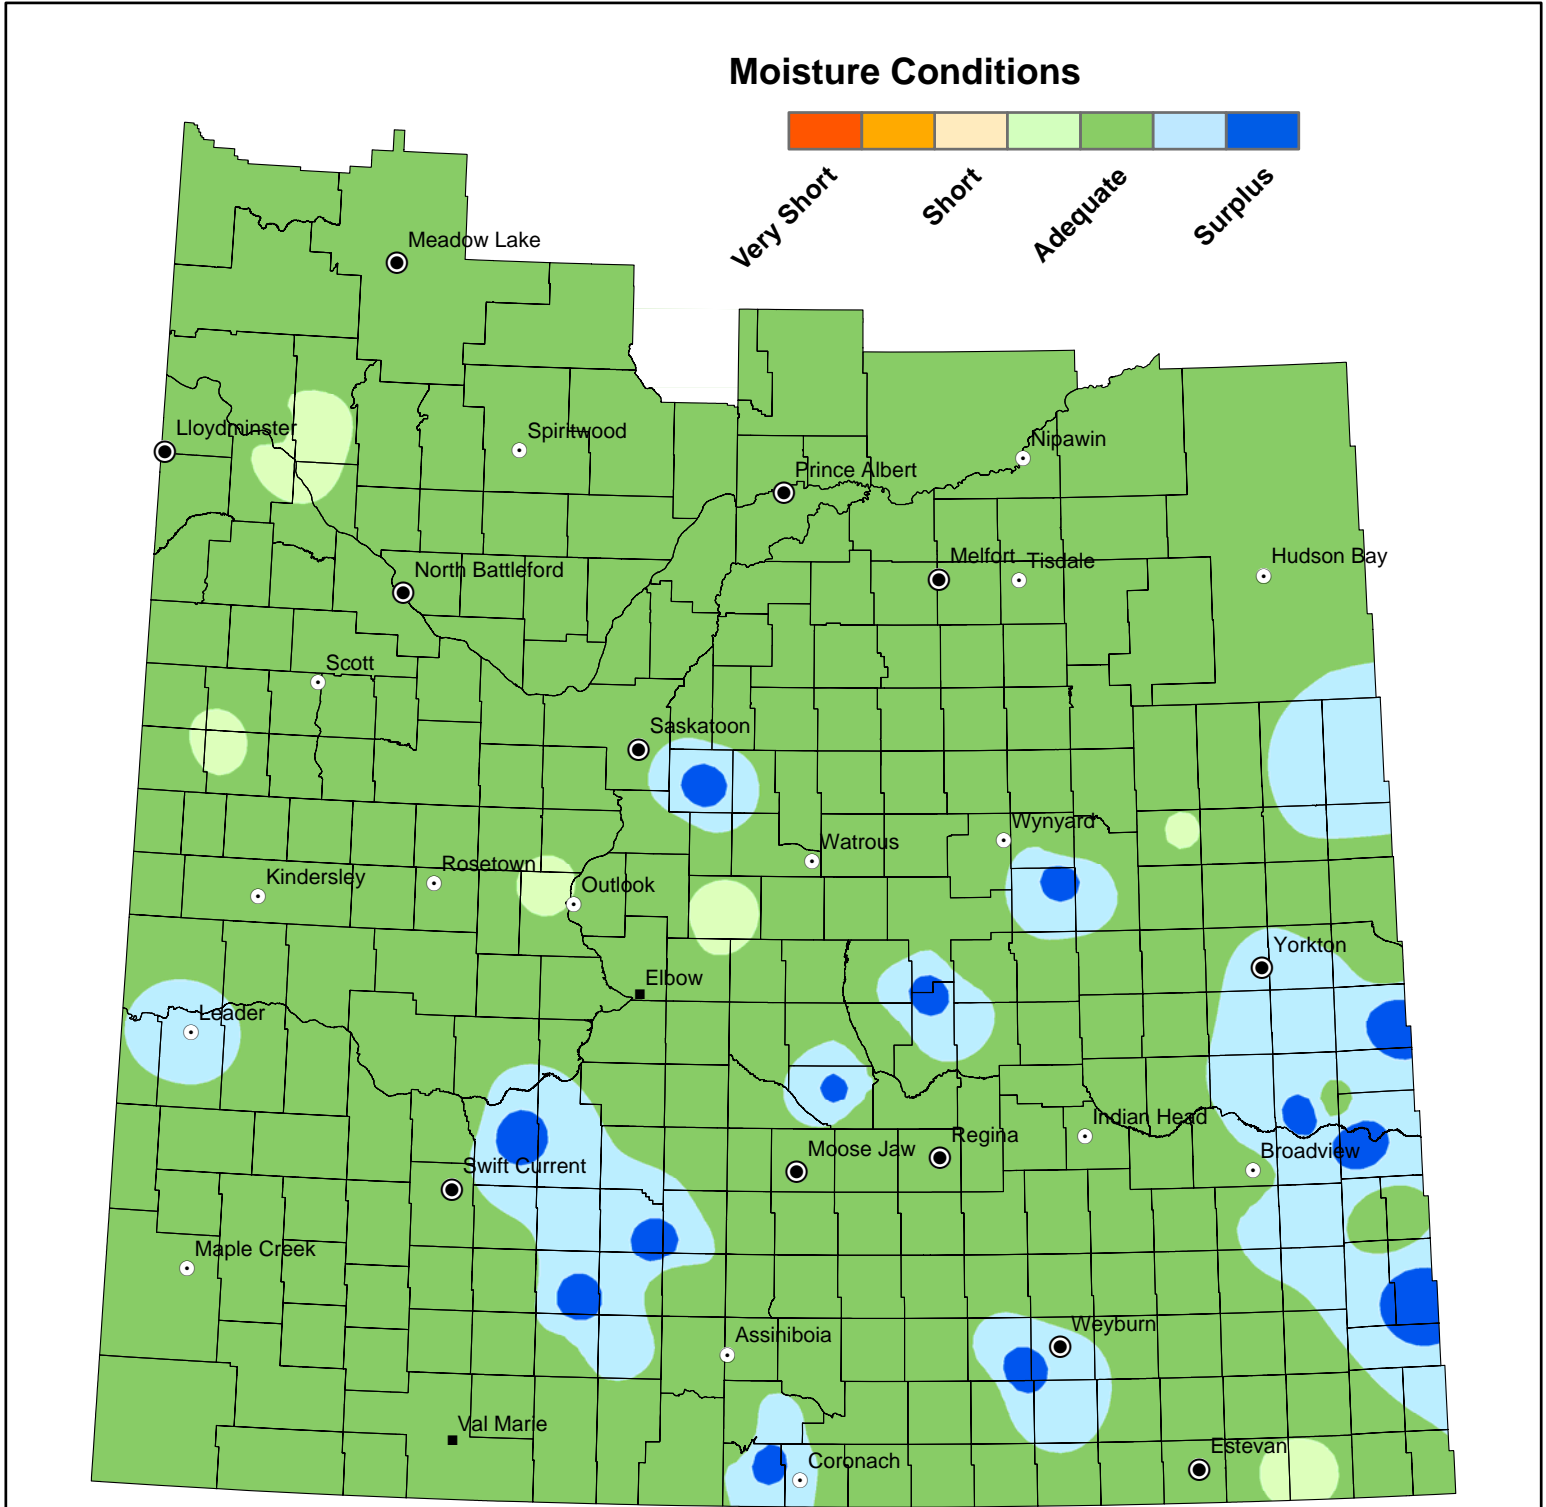 Moisture Conditions
Very Short
Short
Adequate
Surplus
Meadow Lake
Lloydminster
Spiritwood
Nipawin
Prince Albert
Melfort
Tisdale
Hudson Bay
North Battleford
Scott
Saskatoon
Wynyard
Watrous
Rosetown
Kindersley
Outlook
Yorkton
Elbow
Leader
Indian Head
Regina
Moose Jaw
Broadview
Swift Current
Maple Creek
Weyburn
Assiniboia
Val Marie
Estevan
Coronach